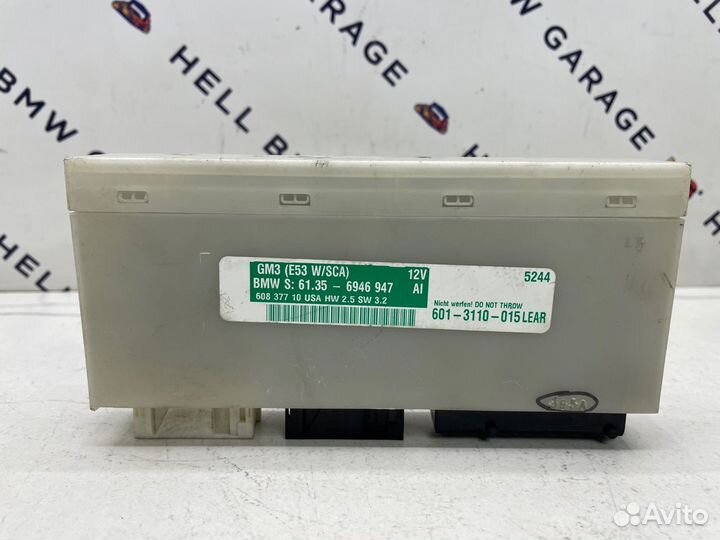 HELL BMW GARAGE
BMW GARAGE
HELL BMW
GM3 (E53 W/SCA) 12V 5244
BMW S: 61.35 - 6946 947 AI
608 377 10 USA HW 2.5 SW 3.2
Nicht werfen! DO NOT THROW
601-3110-015 LEAR
Avito